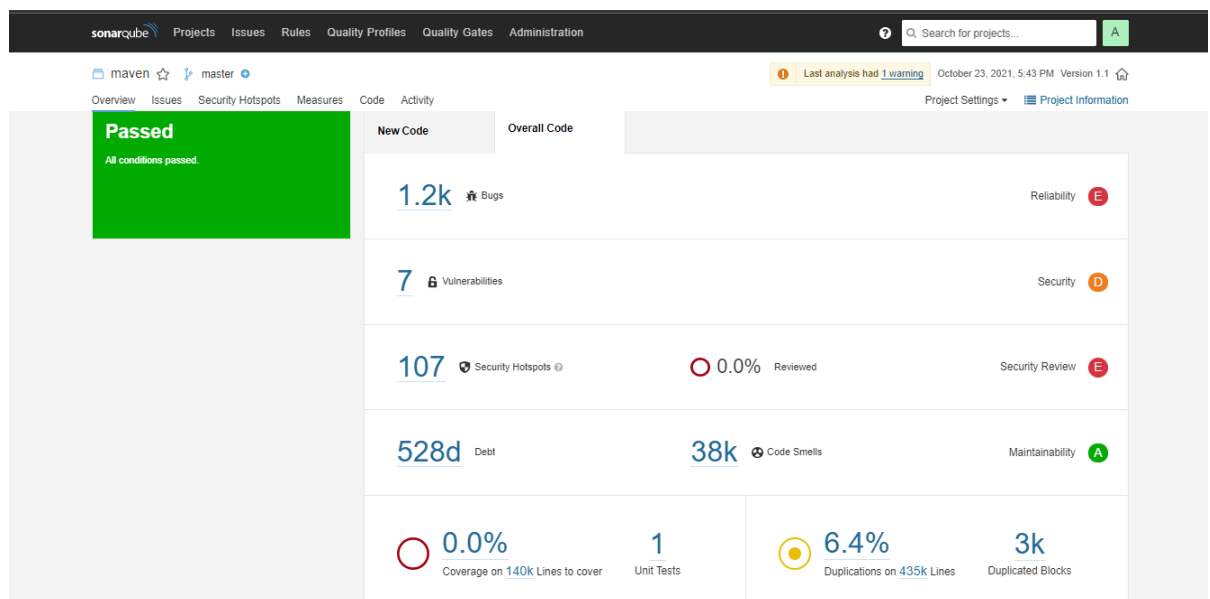 sonarqube Projects Issues Rules Quality Profiles Quality Gates Administration Search for projects... A
maven master Last analysis had 1 warning October 23, 2021, 5:43 PM Version 1.1
Overview Issues Security Hotspots Measures Code Activity Project Settings Project Information
Passed
All conditions passed.
New Code Overall Code
1.2k Bugs Reliability E
7 Vulnerabilities Security D
107 Security Hotspots 0.0% Reviewed Security Review E
528d Debt 38k Code Smells Maintainability A
0.0% 1 6.4% 3k
Coverage on 140k Lines to cover Unit Tests Duplications on 435k Lines Duplicated Blocks